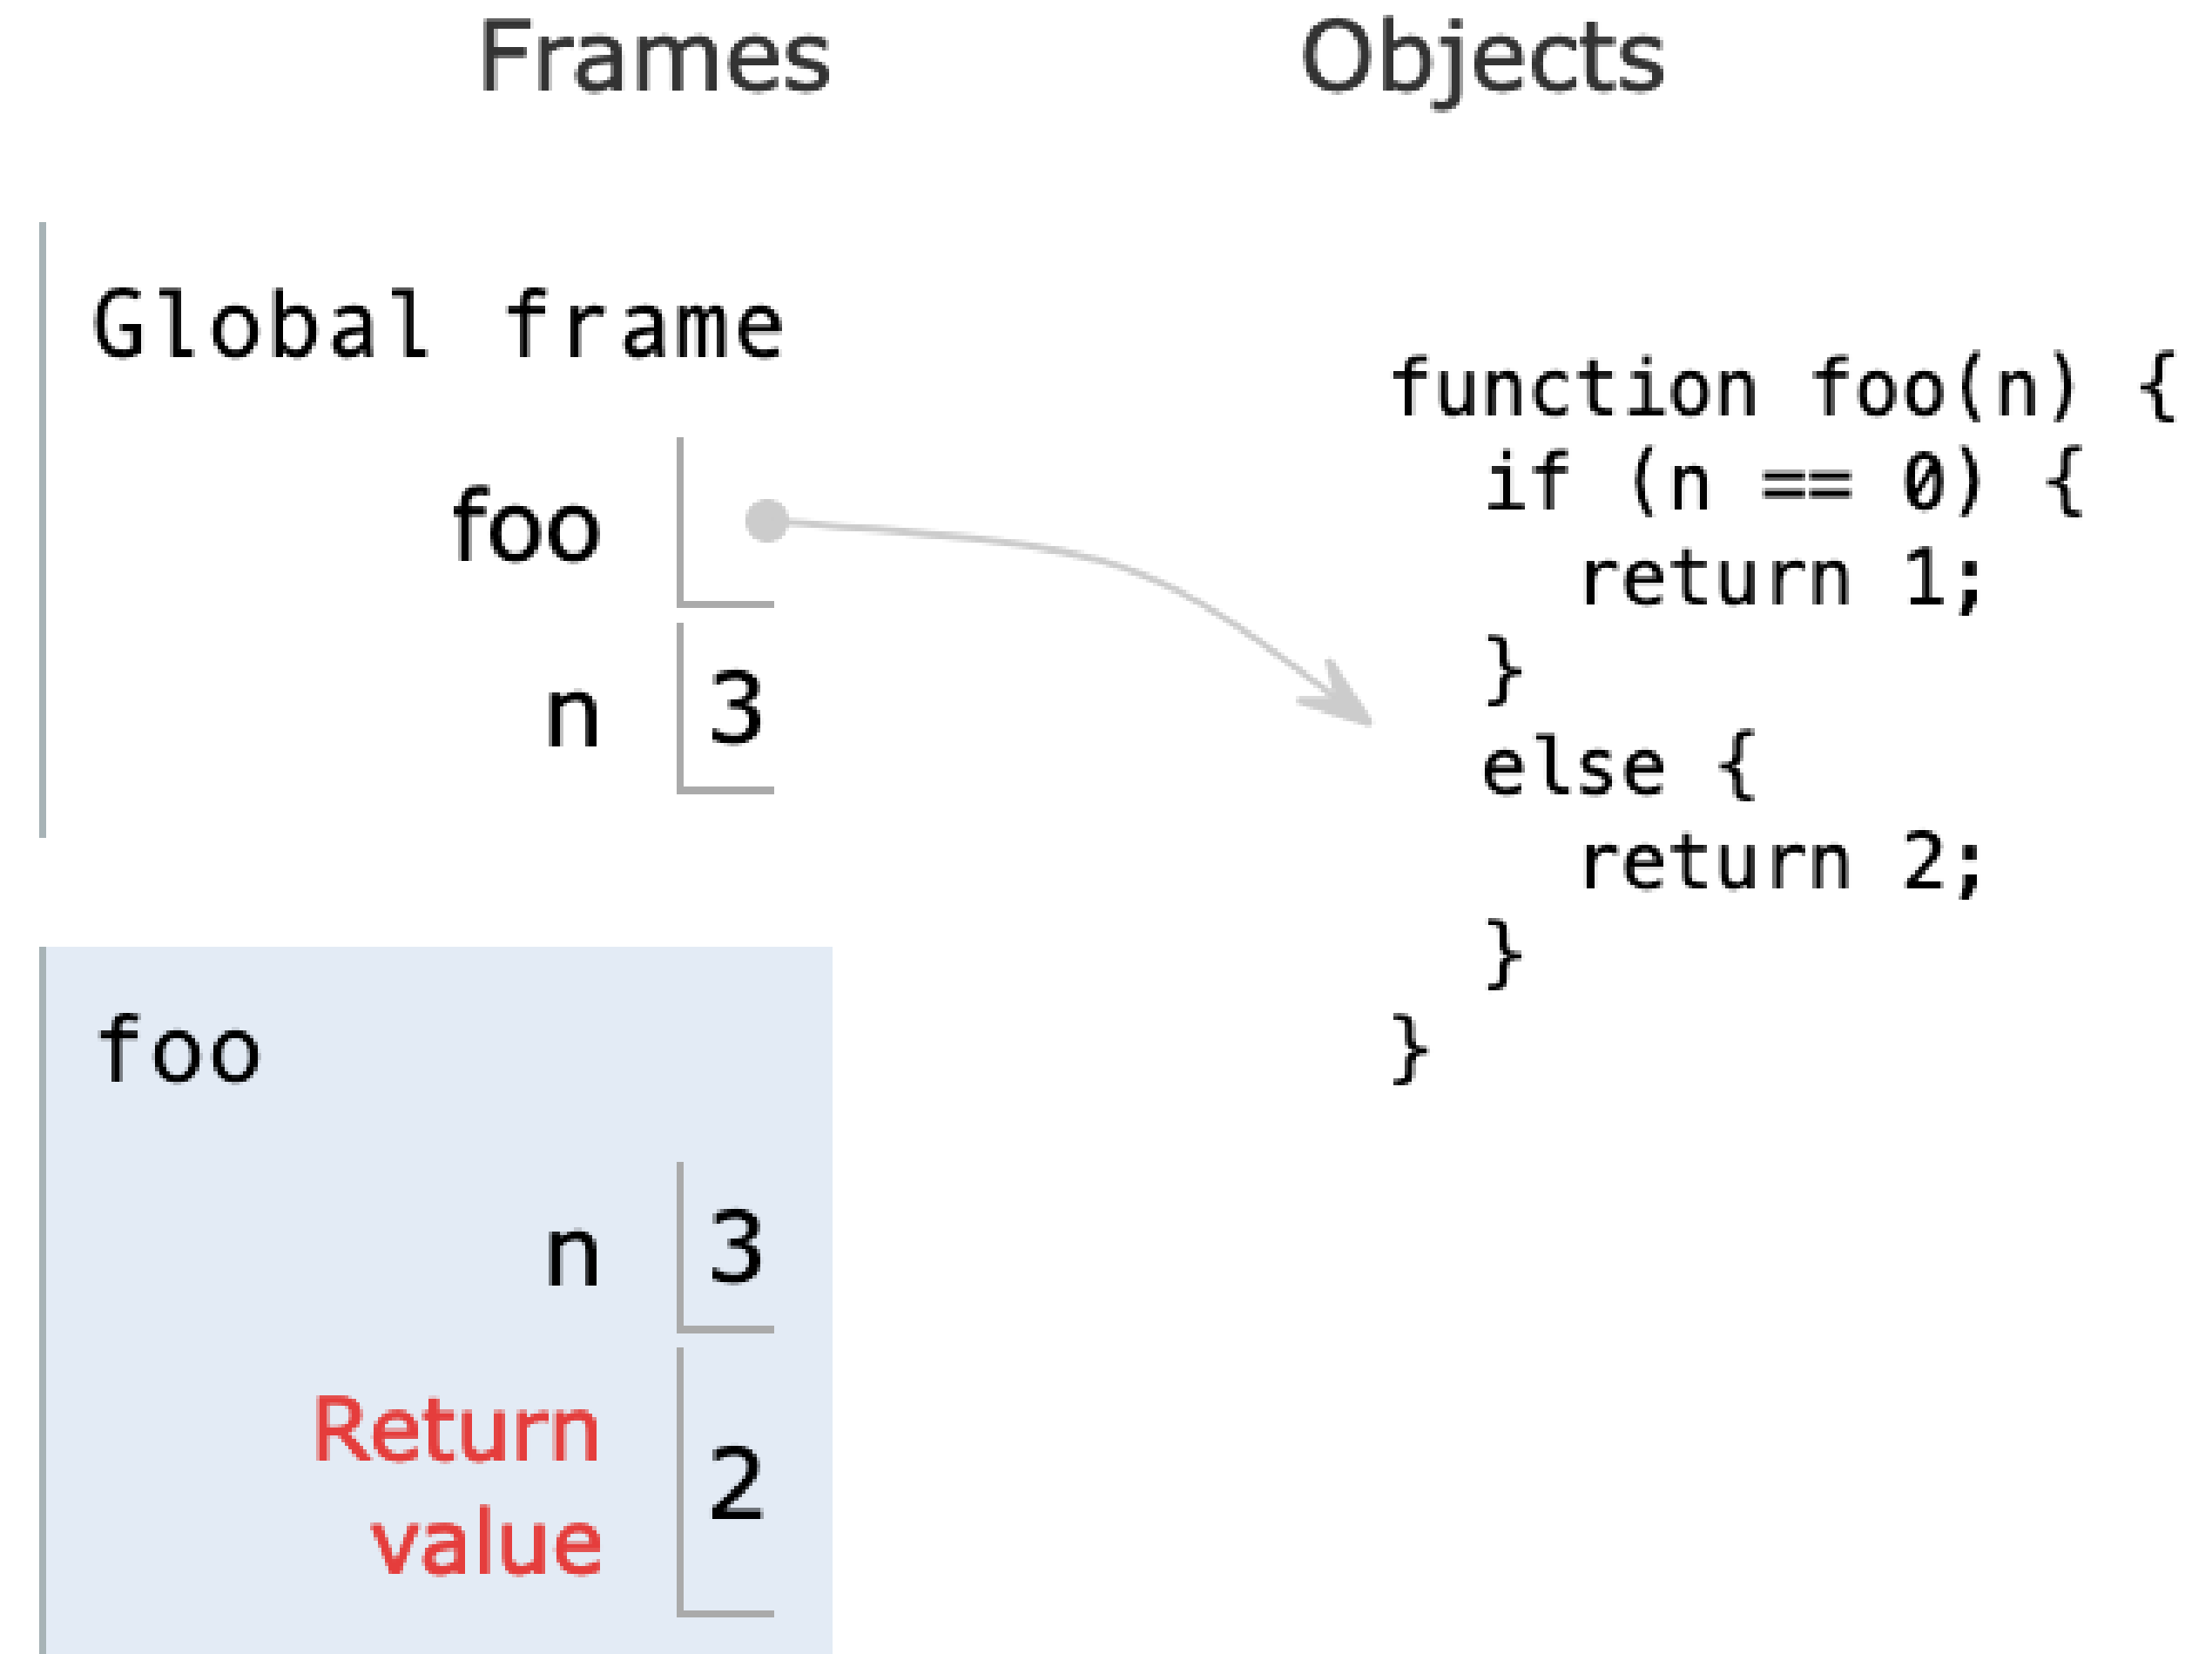 Frames
Objects
Global frame
foo
n 3
function foo(n) {
  if (n == 0) {
    return 1;
  }
  else {
    return 2;
  }
}
foo
n 3
Return
value 2